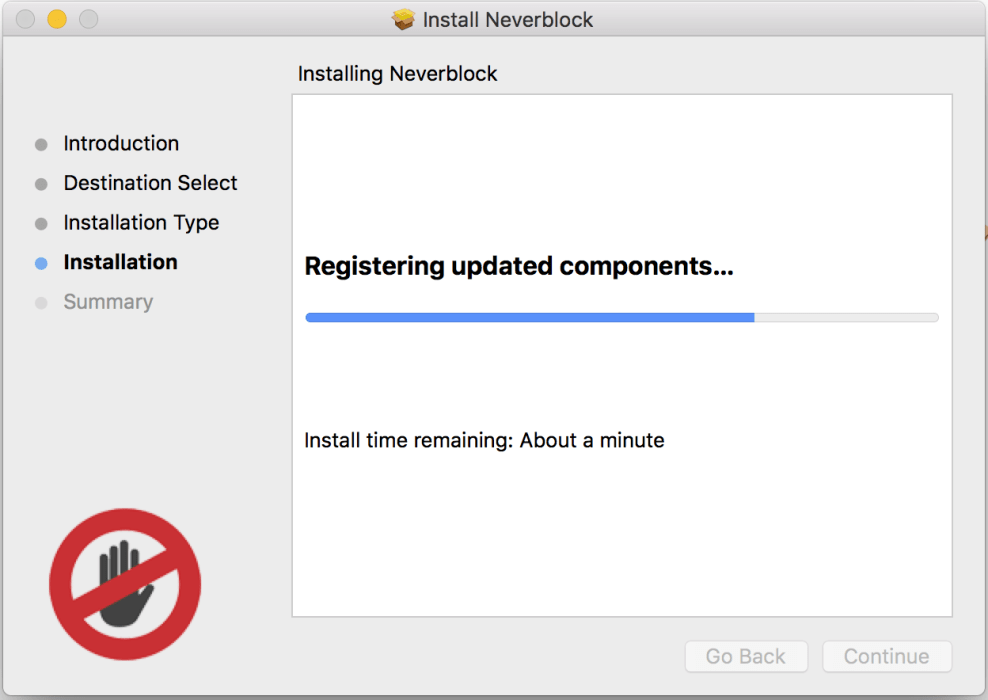 Install Neverblock
Installing Neverblock
Introduction
Destination Select
Installation Type
Installation
Summary
Registering updated components...
Install time remaining: About a minute
Go Back
Continue